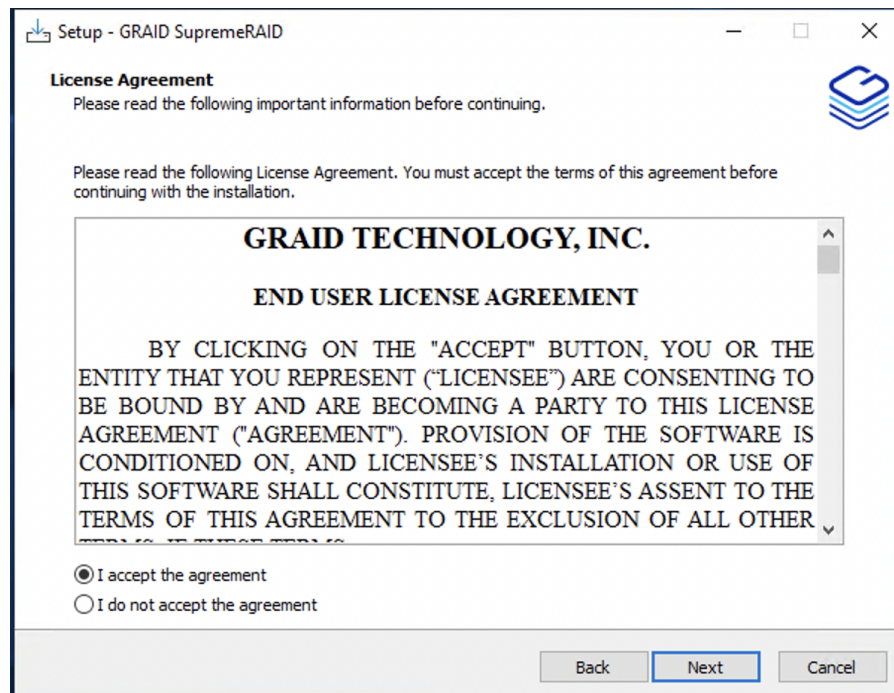 Setup - GRAID SupremeRAID
License Agreement
Please read the following important information before continuing.
Please read the following License Agreement. You must accept the terms of this agreement before
continuing with the installation.
GRAID TECHNOLOGY, INC.
END USER LICENSE AGREEMENT
BY CLICKING ON THE "ACCEPT" BUTTON, YOU OR THE
ENTITY THAT YOU REPRESENT (“LICENSEE”) ARE CONSENTING TO
BE BOUND BY AND ARE BECOMING A PARTY TO THIS LICENSE
AGREEMENT ("AGREEMENT"). PROVISION OF THE SOFTWARE IS
CONDITIONED ON, AND LICENSEE’S INSTALLATION OR USE OF
THIS SOFTWARE SHALL CONSTITUTE, LICENSEE’S ASSENT TO THE
TERMS OF THIS AGREEMENT TO THE EXCLUSION OF ALL OTHER
TERMS. IF THESE TERMS
I accept the agreement
I do not accept the agreement
Back
Next
Cancel